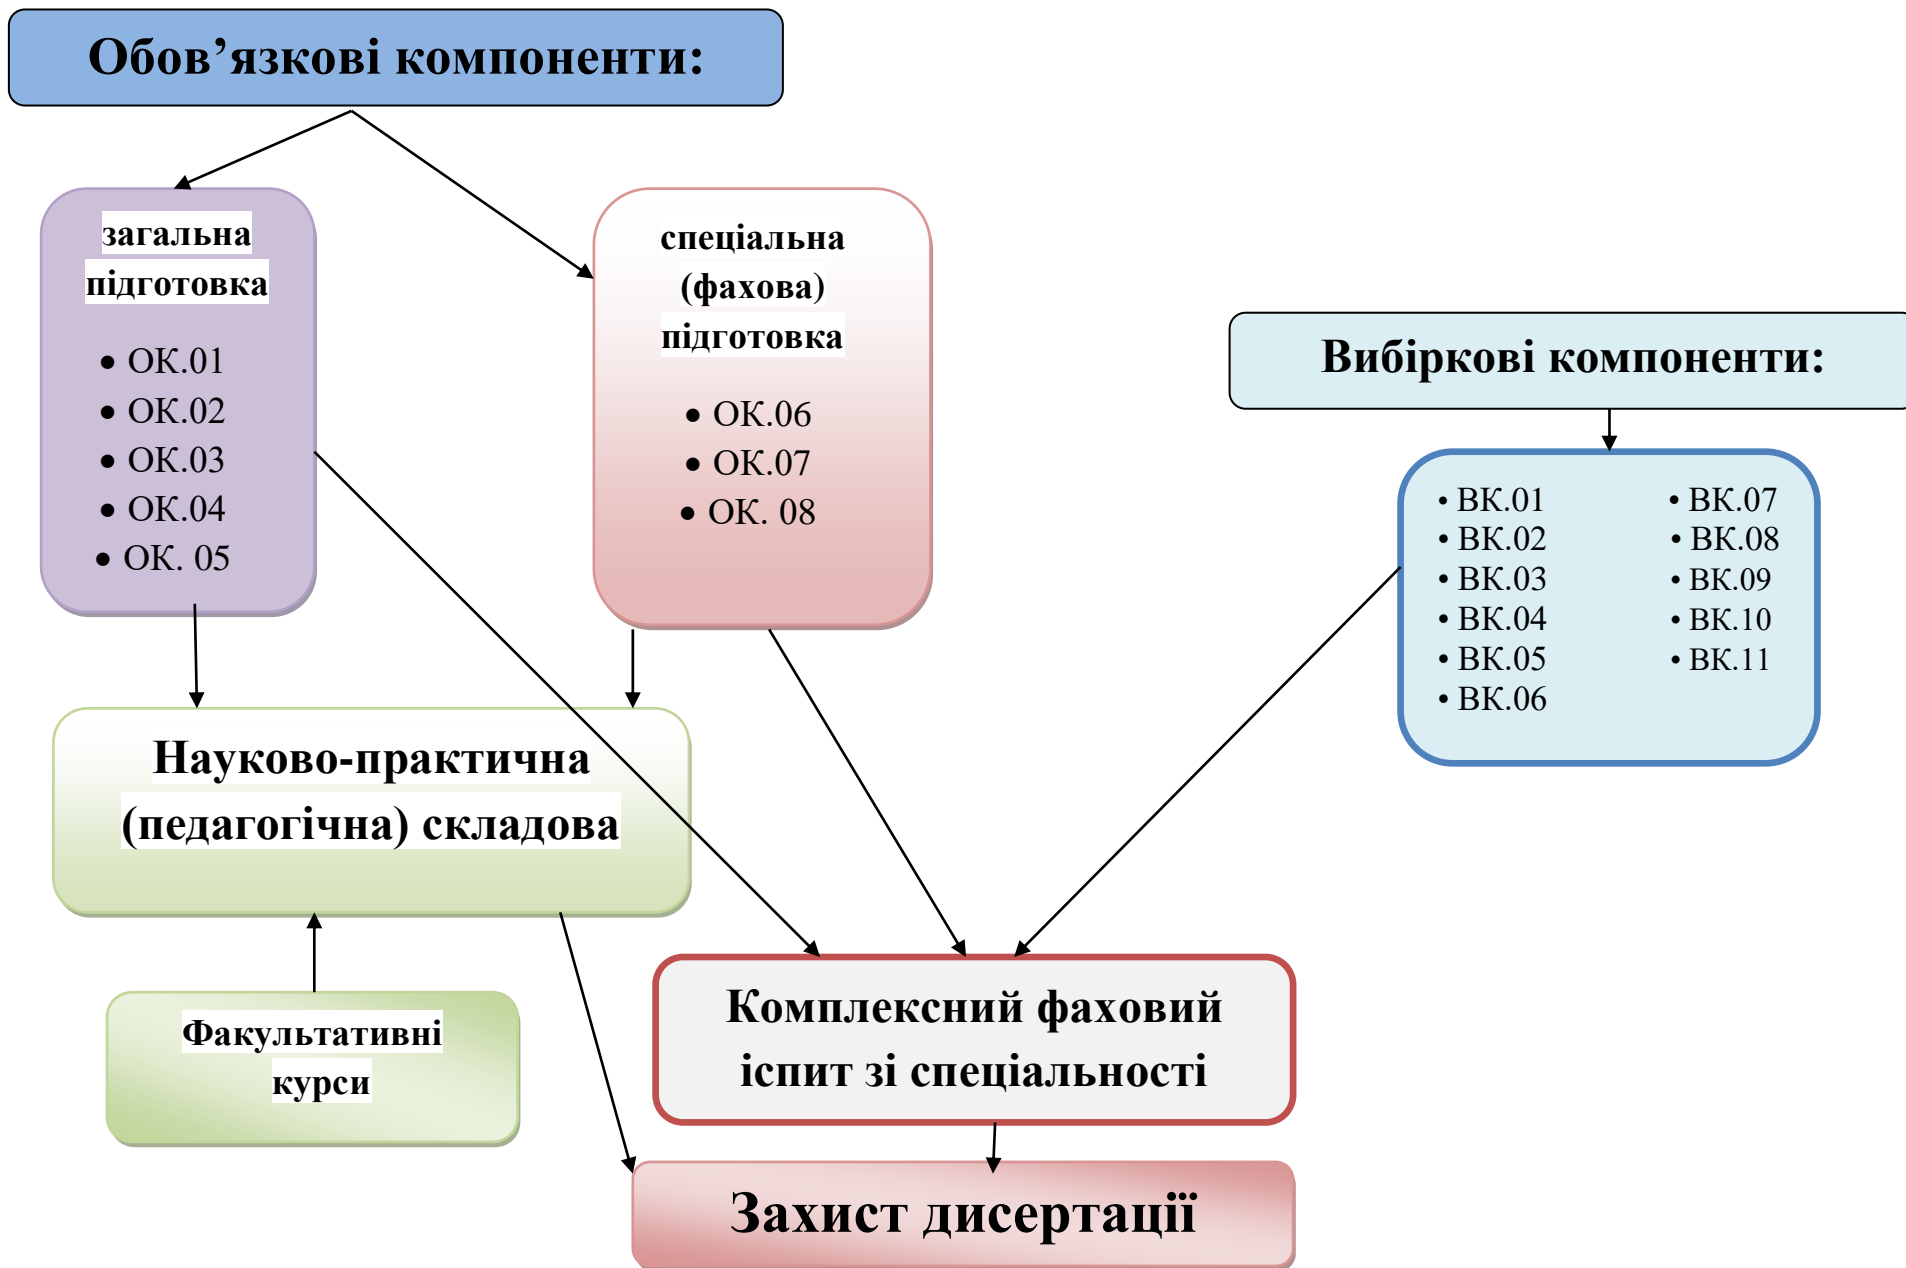 Обов’язкові компоненти:
загальна
підготовка
• ОК.01
• ОК.02
• ОК.03
• ОК.04
• ОК. 05
спеціальна
(фахова)
підготовка
• ОК.06
• ОК.07
• ОК. 08
Вибіркові компоненти:
• ВК.01
• ВК.02
• ВК.03
• ВК.04
• ВК.05
• ВК.06
• ВК.07
• ВК.08
• ВК.09
• ВК.10
• ВК.11
Науково-практична
(педагогічна) складова
Факультативні
курси
Комплексний фаховий
іспит зі спеціальності
Захист дисертації